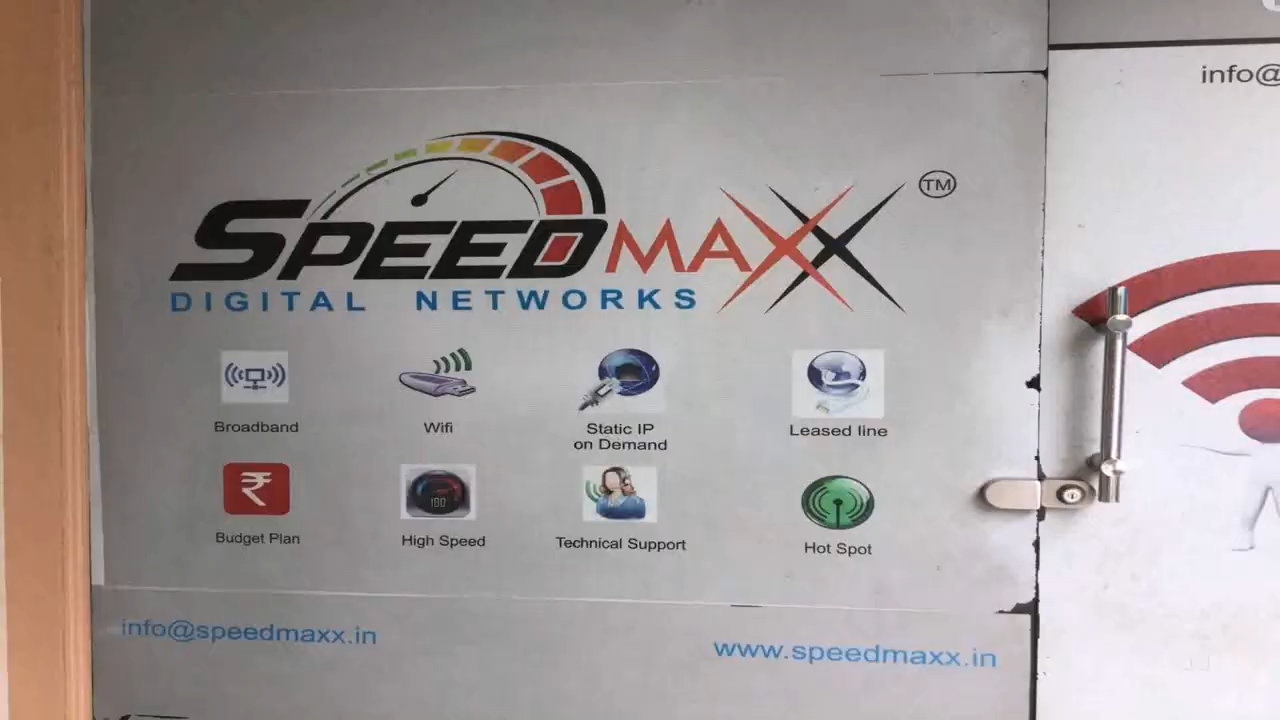 info@
SPEEDMAXX TM
DIGITAL NETWORKS
Broadband
Wifi
Static IP
on Demand
Leased line
₹
180
Budget Plan
High Speed
Technical Support
Hot Spot
info@speedmaxx.in
www.speedmaxx.in